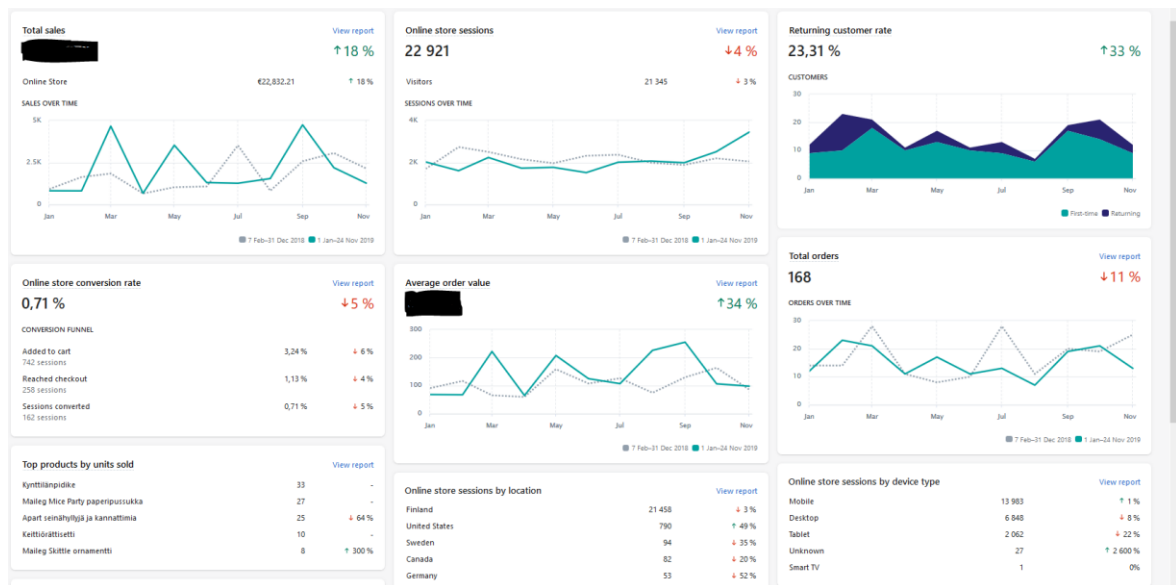 Total sales View report
↑18 %
Online Store €22,832.21 ↑ 18 %
SALES OVER TIME
5K
2.5K
0
Jan Mar May Jul Sep Nov
7 Feb–31 Dec 2018 1 Jan–24 Nov 2019
Online store conversion rate View report
0,71 % ↓5 %
CONVERSION FUNNEL
Added to cart 3,24 % ↓ 6 %
742 sessions
Reached checkout 1,13 % ↓ 4 %
258 sessions
Sessions converted 0,71 % ↓ 5 %
162 sessions
Top products by units sold View report
Kynttilänpidike 33 -
Maileg Mice Party paperipussukka 27 -
Apart seinähyllyjä ja kannattimia 25 ↓ 64 %
Keittiörättisetti 10 -
Maileg Skittle ornamentti 8 ↑ 300 %
Online store sessions View report
22 921 ↓4 %
Visitors 21 345 ↓ 3 %
SESSIONS OVER TIME
4K
2K
0
Jan Mar May Jul Sep Nov
7 Feb–31 Dec 2018 1 Jan–24 Nov 2019
Average order value View report
↑34 %
300
200
100
0
Jan Mar May Jul Sep Nov
7 Feb–31 Dec 2018 1 Jan–24 Nov 2019
Online store sessions by location View report
Finland 21 458 ↓ 3 %
United States 790 ↑ 49 %
Sweden 94 ↓ 35 %
Canada 82 ↓ 20 %
Germany 53 ↓ 52 %
Returning customer rate View report
23,31 % ↑33 %
CUSTOMERS
30
20
10
0
Jan Mar May Jul Sep Nov
First-time Returning
Total orders View report
168 ↓11 %
ORDERS OVER TIME
30
20
10
0
Jan Mar May Jul Sep Nov
7 Feb–31 Dec 2018 1 Jan–24 Nov 2019
Online store sessions by device type View report
Mobile 13 983 ↑ 1 %
Desktop 6 848 ↓ 8 %
Tablet 2 062 ↓ 22 %
Unknown 27 ↑ 2 600 %
Smart TV 1 0%